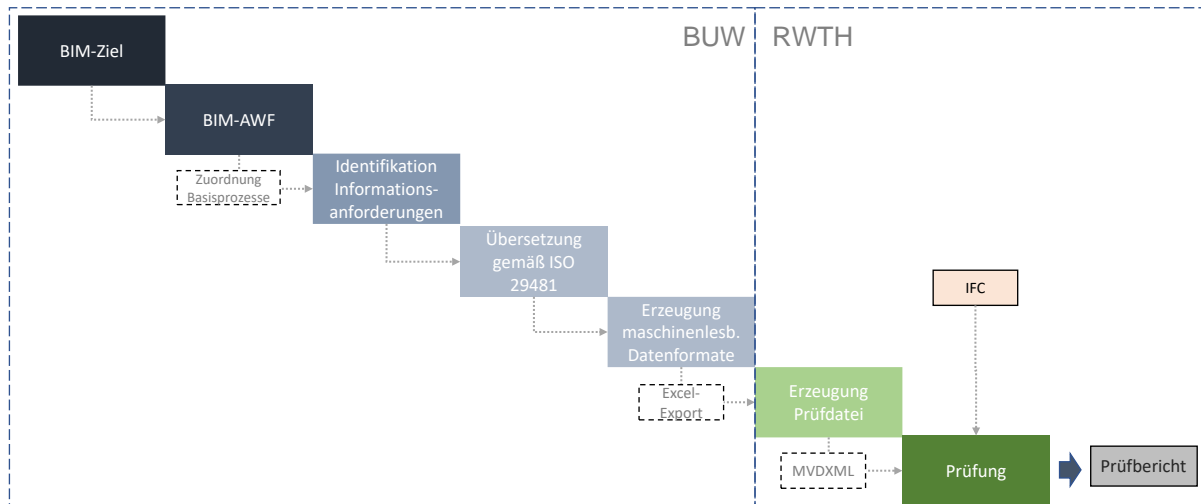 BUW
RWTH
BIM-Ziel
BIM-AWF
Zuordnung
Basisprozesse
Identifikation
Informations-
anforderungen
Übersetzung
gemäß ISO
29481
IFC
Erzeugung
maschinenlesb.
Datenformate
Excel-
Export
Erzeugung
Prüfdatei
MVDXML
Prüfung
Prüfbericht